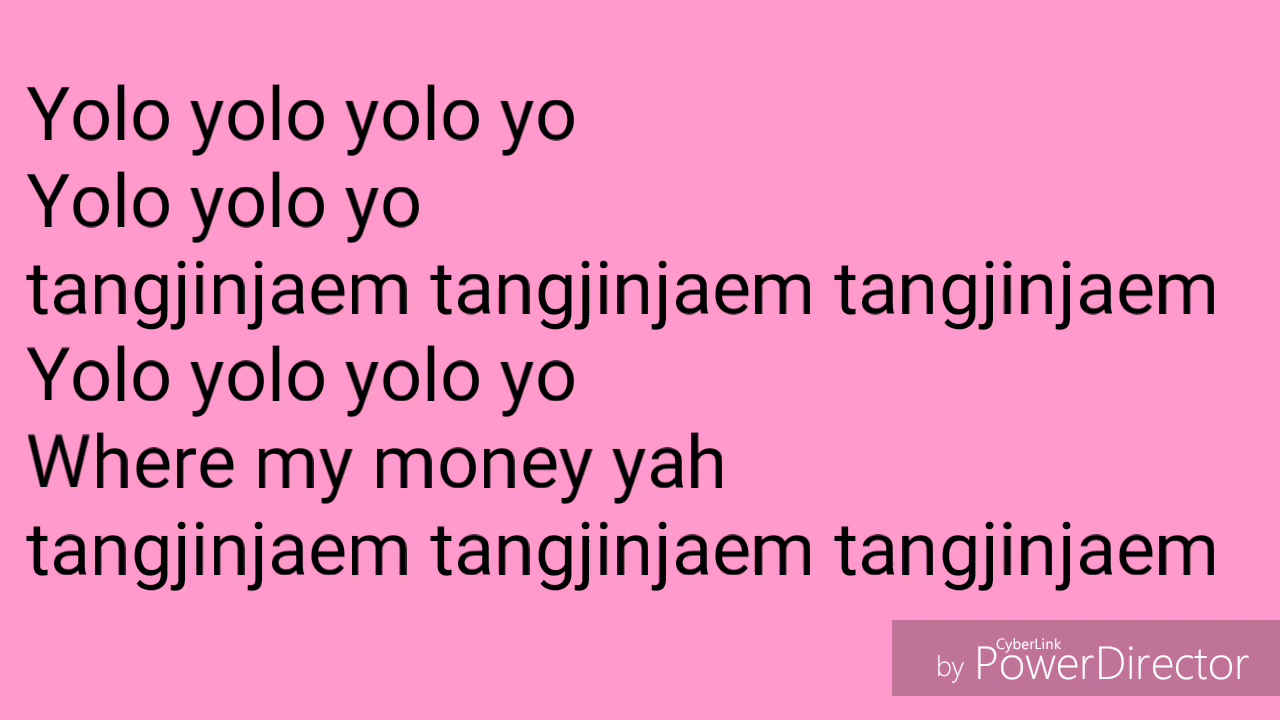 Yolo yolo yolo yo
Yolo yolo yo
tangjinjaem tangjinjaem tangjinjaem
Yolo yolo yolo yo
Where my money yah
tangjinjaem tangjinjaem tangjinjaem
CyberLink
by PowerDirector